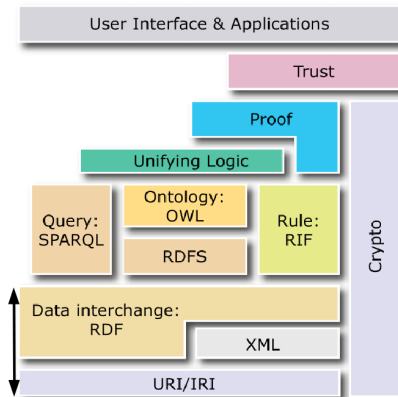 User Interface & Applications
Trust
Proof
Unifying Logic
Query:
SPARQL
Ontology:
OWL
RDFS
Rule:
RIF
Crypto
Data interchange:
RDF
XML
URI/IRI